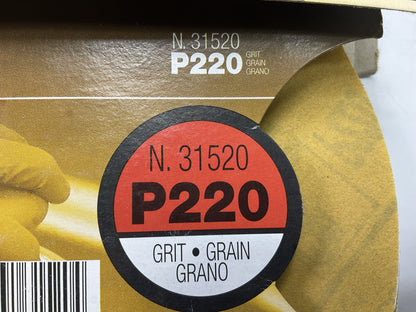 N. 31520
P220 GRIT
GRAIN
GRANO
N. 31520
P220
GRIT • GRAIN
GRANO